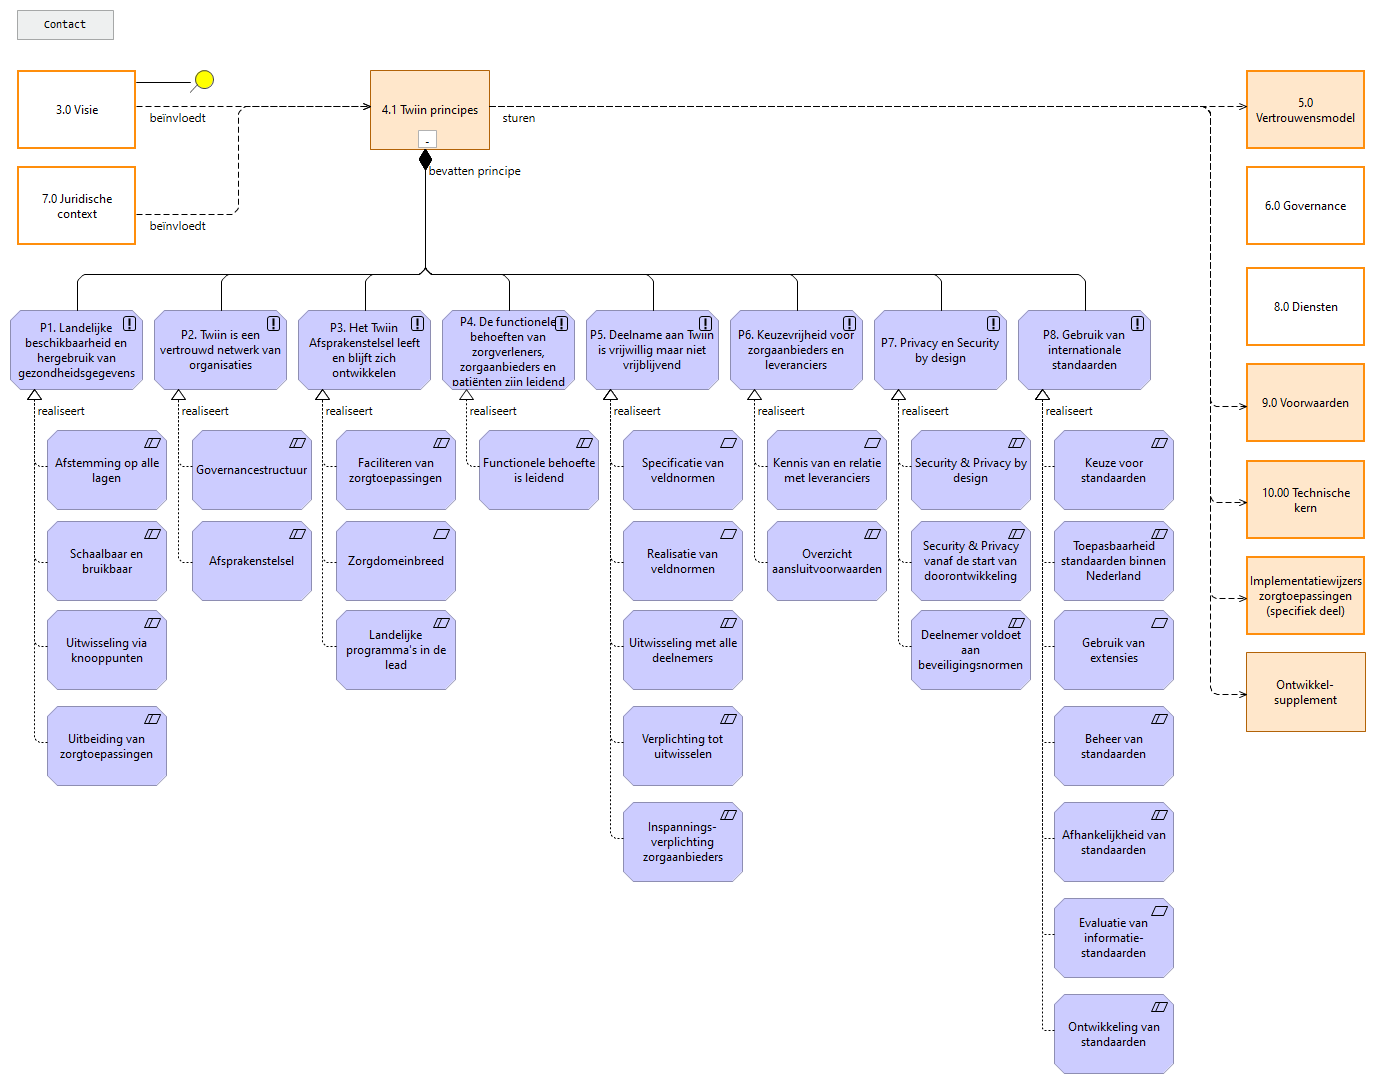 Contact
3.0 Visie
beïnvloedt
7.0 Juridische
context
beïnvloedt
4.1 Twiin principes
-
bevatten principe
sturen
5.0
Vertrouwensmodel
6.0 Governance
8.0 Diensten
9.0 Voorwaarden
10.00 Technische
kern
Implementatiewijzers
zorgtoepassingen
(specifiek deel)
Ontwikkel-
supplement
P1. Landelijke
beschikbaarheid en
hergebruik van
gezondheidsgegevens
realiseert
Afstemming op alle
lagen
Schaalbaar en
bruikbaar
Uitwisseling via
knooppunten
Uitbeiding van
zorgtoepassingen
P2. Twiin is een
vertrouwd netwerk van
organisaties
realiseert
Governancestructuur
Afsprakenstelsel
P3. Het Twiin
Afsprakenstelsel leeft
en blijft zich
ontwikkelen
realiseert
Faciliteren van
zorgtoepassingen
Zorgdomeinbreed
Landelijke
programma's in de
lead
P4. De functionele
behoeften van
zorgverleners,
zorgaanbieders en
patiënten zijn leidend
realiseert
Functionele behoefte
is leidend
P5. Deelname aan Twiin
is vrijwillig maar niet
vrijblijvend
realiseert
Specificatie van
veldnormen
Realisatie van
veldnormen
Uitwisseling met alle
deelnemers
Verplichting tot
uitwisselen
Inspannings-
verplichting
zorgaanbieders
P6. Keuzevrijheid voor
zorgaanbieders en
leveranciers
realiseert
Kennis van en relatie
met leveranciers
Overzicht
aansluitvoorwaarden
P7. Privacy en Security
by design
realiseert
Security & Privacy by
design
Security & Privacy
vanaf de start van
doorontwikkeling
Deelnemer voldoet
aan
beveiligingsnormen
P8. Gebruik van
internationale
standaarden
realiseert
Keuze voor
standaarden
Toepasbaarheid
standaarden binnen
Nederland
Gebruik van
extensies
Beheer van
standaarden
Afhankelijkheid van
standaarden
Evaluatie van
informatie-
standaarden
Ontwikkeling van
standaarden